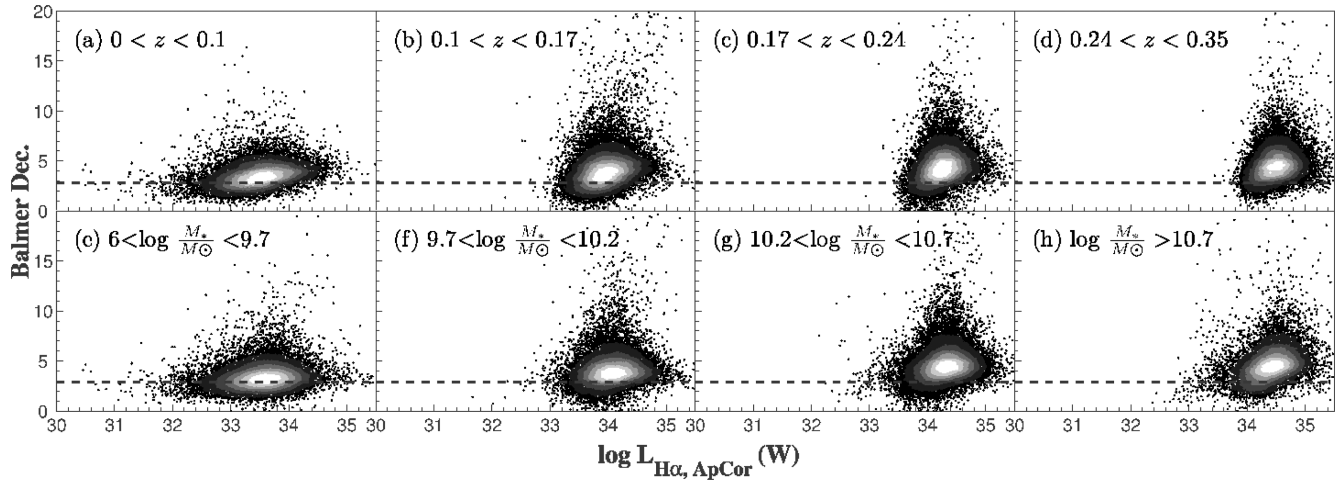 (a) 0 < z < 0.1
(b) 0.1 < z < 0.17
(c) 0.17 < z < 0.24
(d) 0.24 < z < 0.35
20
15
10
5
0
(e) 6<log M*/M⊙ <9.7
(f) 9.7<log M*/M⊙ <10.2
(g) 10.2<log M*/M⊙ <10.7
(h) log M*/M⊙ >10.7
15
10
5
0
Balmer Dec.
30 31 32 33 34 35 30 31 32 33 34 35 30 31 32 33 34 35 30 31 32 33 34 35
log L Hα, ApCor (W)